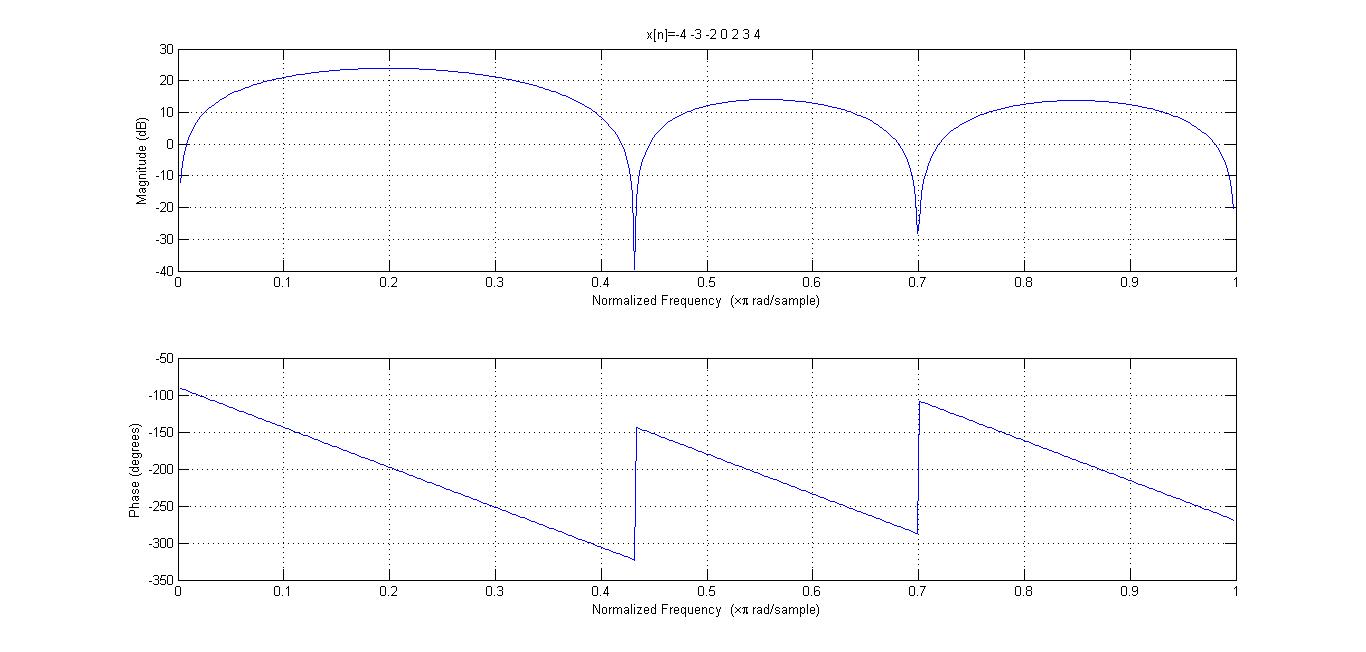 x[n]=-4 -3 -2 0 2 3 4
30
20
10
0
-10
-20
-30
-40
Magnitude (dB)
0 0.1 0.2 0.3 0.4 0.5 0.6 0.7 0.8 0.9 1
Normalized Frequency (×π rad/sample)
-50
-100
-150
-200
-250
-300
-350
Phase (degrees)
0 0.1 0.2 0.3 0.4 0.5 0.6 0.7 0.8 0.9 1
Normalized Frequency (×π rad/sample)